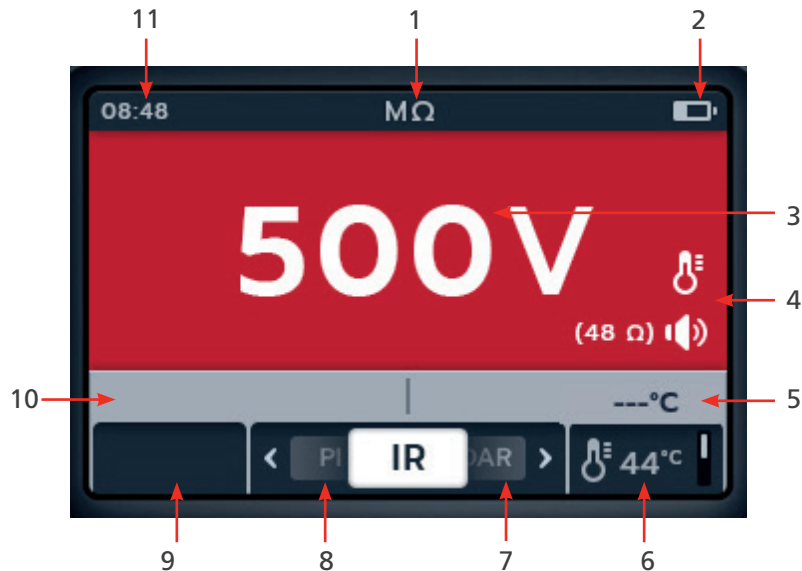 11 1 2
08:48 MΩ
500V
3
4
(48 Ω)
10 ---°C 5
< PI IR DAR > 44°C
9 8 7 6